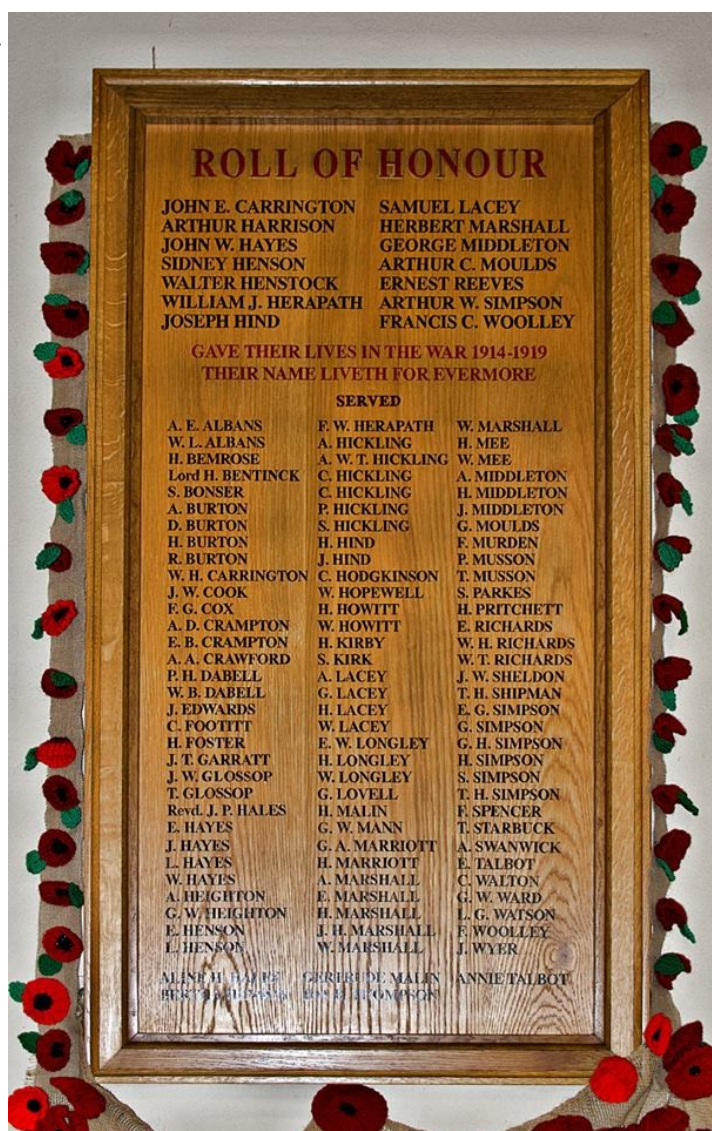 ROLL OF HONOUR
JOHN E. CARRINGTON SAMUEL LACEY
ARTHUR HARRISON HERBERT MARSHALL
JOHN W. HAYES GEORGE MIDDLETON
SIDNEY HENSON ARTHUR C. MOULDS
WALTER HENSTOCK ERNEST REEVES
WILLIAM J. HERAPATH ARTHUR W. SIMPSON
JOSEPH HIND FRANCIS C. WOOLLEY
GAVE THEIR LIVES IN THE WAR 1914-1919
THEIR NAME LIVETH FOR EVERMORE
SERVED
A. E. ALBANS F. W. HERAPATH W. MARSHALL
W. L. ALBANS A. HICKLING H. MEE
H. BEMROSE A. W. T. HICKLING W. MEE
Lord H. BENTINCK C. HICKLING A. MIDDLETON
S. BONSER C. HICKLING H. MIDDLETON
A. BURTON P. HICKLING J. MIDDLETON
D. BURTON S. HICKLING G. MOULDS
H. BURTON H. HIND F. MURDEN
R. BURTON J. HIND P. MUSSON
W. H. CARRINGTON C. HODGKINSON T. MUSSON
J. W. COOK W. HOPEWELL S. PARKES
F. G. COX H. HOWITT H. PRITCHETT
A. D. CRAMPTON W. HOWITT E. RICHARDS
E. B. CRAMPTON H. KIRBY W. H. RICHARDS
A. A. CRAWFORD S. KIRK W. T. RICHARDS
P. H. DABELL A. LACEY J. W. SHELDON
W. B. DABELL G. LACEY T. H. SHIPMAN
J. EDWARDS H. LACEY E. G. SIMPSON
C. FOOTITT W. LACEY G. SIMPSON
H. FOSTER E. W. LONGLEY G. H. SIMPSON
J. T. GARRATT H. LONGLEY H. SIMPSON
J. W. GLOSSOP W. LONGLEY S. SIMPSON
T. GLOSSOP G. LOVELL T. H. SIMPSON
Revd. J. P. HALES H. MALIN F. SPENCER
E. HAYES G. W. MANN T. STARBUCK
J. HAYES G. A. MARRIOTT A. SWANWICK
L. HAYES H. MARRIOTT E. TALBOT
W. HAYES A. MARSHALL C. WALTON
A. HEIGHTON E. MARSHALL G. W. WARD
G. W. HEIGHTON H. MARSHALL L. G. WATSON
E. HENSON J. H. MARSHALL F. WOOLLEY
L. HENSON W. MARSHALL J. WYER
H. GERTRUDE MALIN ANNIE TALBOT
THOMPSON